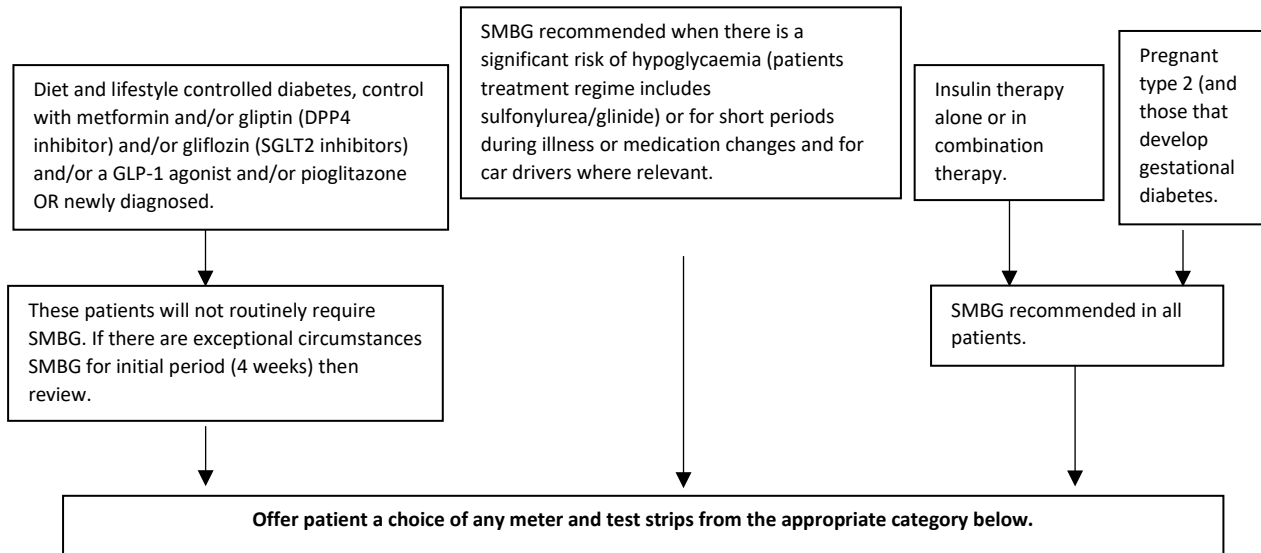 Diet and lifestyle controlled diabetes, control
with metformin and/or gliptin (DPP4
inhibitor) and/or gliflozin (SGLT2 inhibitors)
and/or a GLP-1 agonist and/or pioglitazone
OR newly diagnosed.
SMBG recommended when there is a
significant risk of hypoglycaemia (patients
treatment regime includes
sulfonylurea/glinide) or for short periods
during illness or medication changes and for
car drivers where relevant.
Insulin therapy
alone or in
combination
therapy.
Pregnant
type 2 (and
those that
develop
gestational
diabetes.
These patients will not routinely require
SMBG. If there are exceptional circumstances
SMBG for initial period (4 weeks) then
review.
SMBG recommended in all
patients.
Offer patient a choice of any meter and test strips from the appropriate category below.